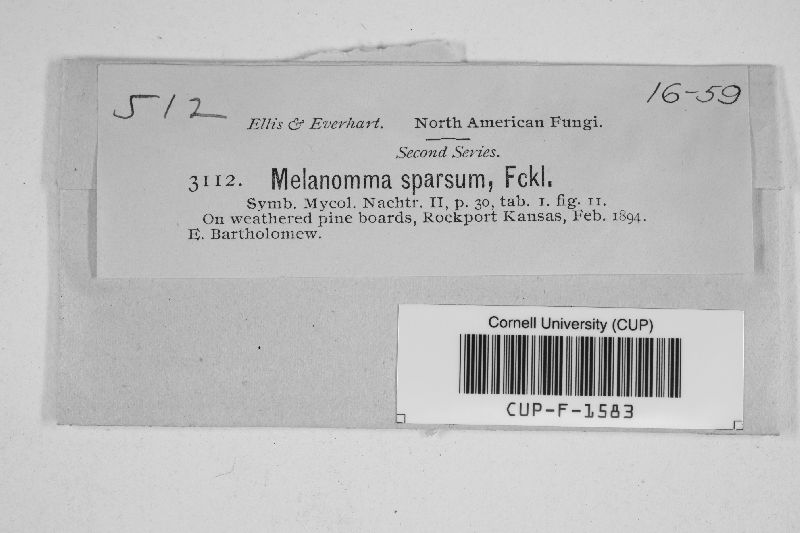 512
16-59
Ellis & Everhart. North American Fungi.
Second Series.
3112. Melanomma sparsum, Fckl.
Symb. Mycol. Nachtr. II, p. 30, tab. 1. fig. 11.
On weathered pine boards, Rockport Kansas, Feb. 1894.
E. Bartholomew.
Cornell University (CUP)
CUP-F-1583